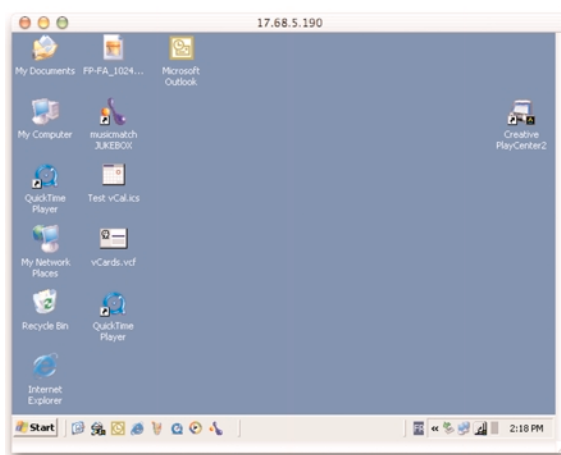 17.68.5.190
My Documents
FP-FA_1024...
Microsoft
Outlook
My Computer
musicmatch
JUKEBOX
Creative
PlayCenter2
QuickTime
Player
Test vCal.ics
My Network
Places
vCards.vcf
Recycle Bin
QuickTime
Player
Internet
Explorer
Start
2:18 PM